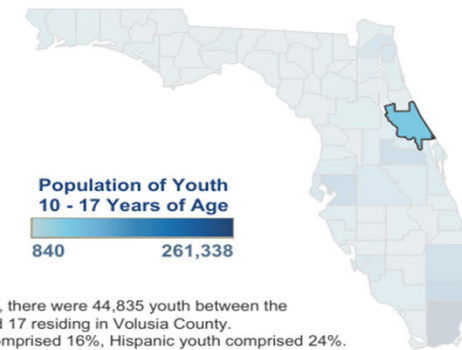 Population of Youth
10 - 17 Years of Age
840 261,338
, there were 44,835 youth between the
17 residing in Volusia County.
16%, Hispanic youth comprised 24%.